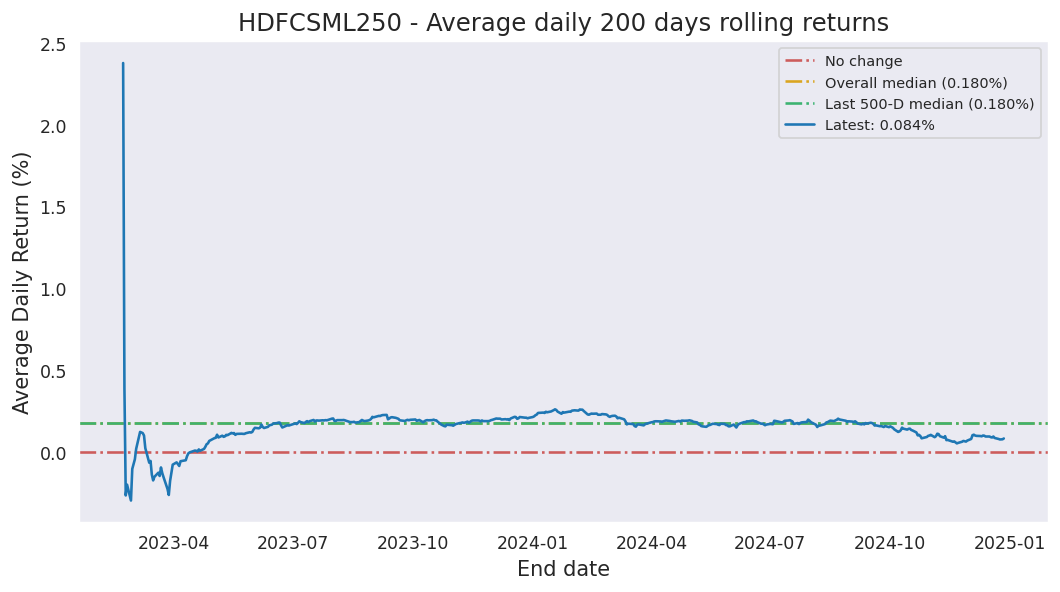 HDFCSML250 - Average daily 200 days rolling returns
2.5
2.0
1.5
1.0
0.5
0.0
Average Daily Return (%)
No change
Overall median (0.180%)
Last 500-D median (0.180%)
Latest: 0.084%
2023-04
2023-07
2023-10
2024-01
2024-04
2024-07
2024-10
2025-01
End date